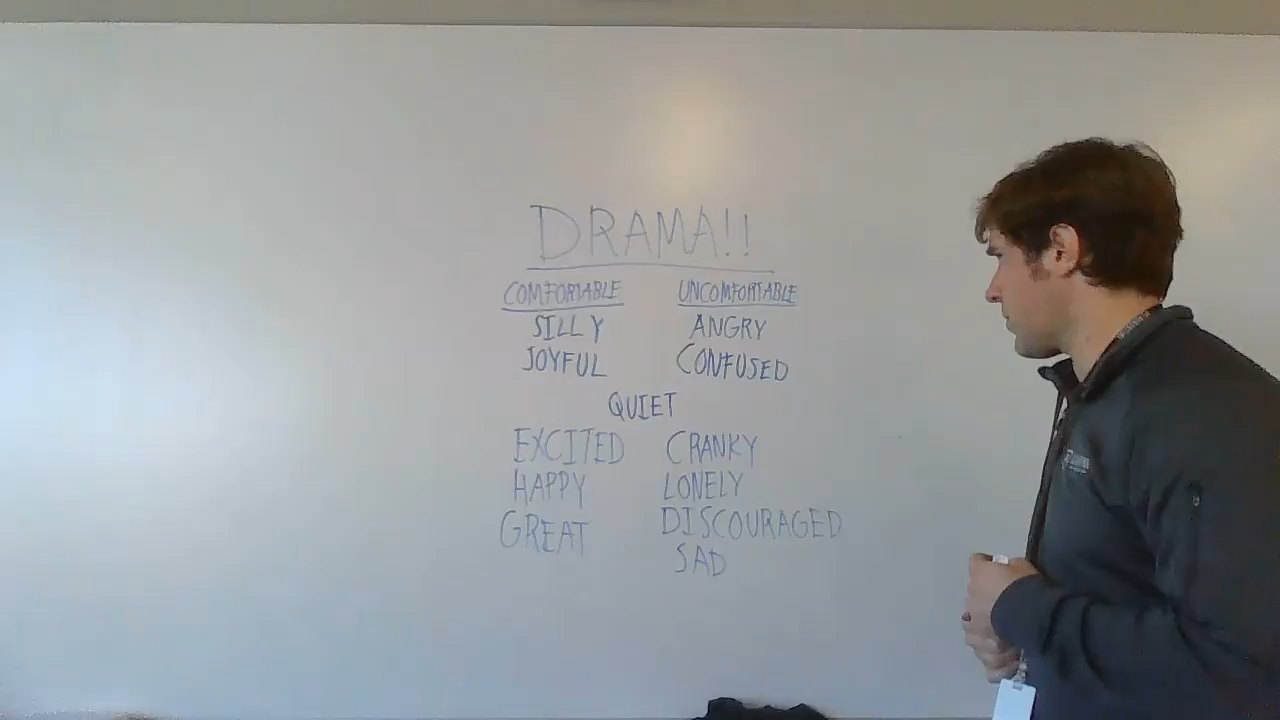 DRAMA!!
COMFORTABLE UNCOMFORTABLE
SILLY ANGRY
JOYFUL CONFUSED
QUIET
EXCITED CRANKY
HAPPY LONELY
GREAT DISCOURAGED
SAD